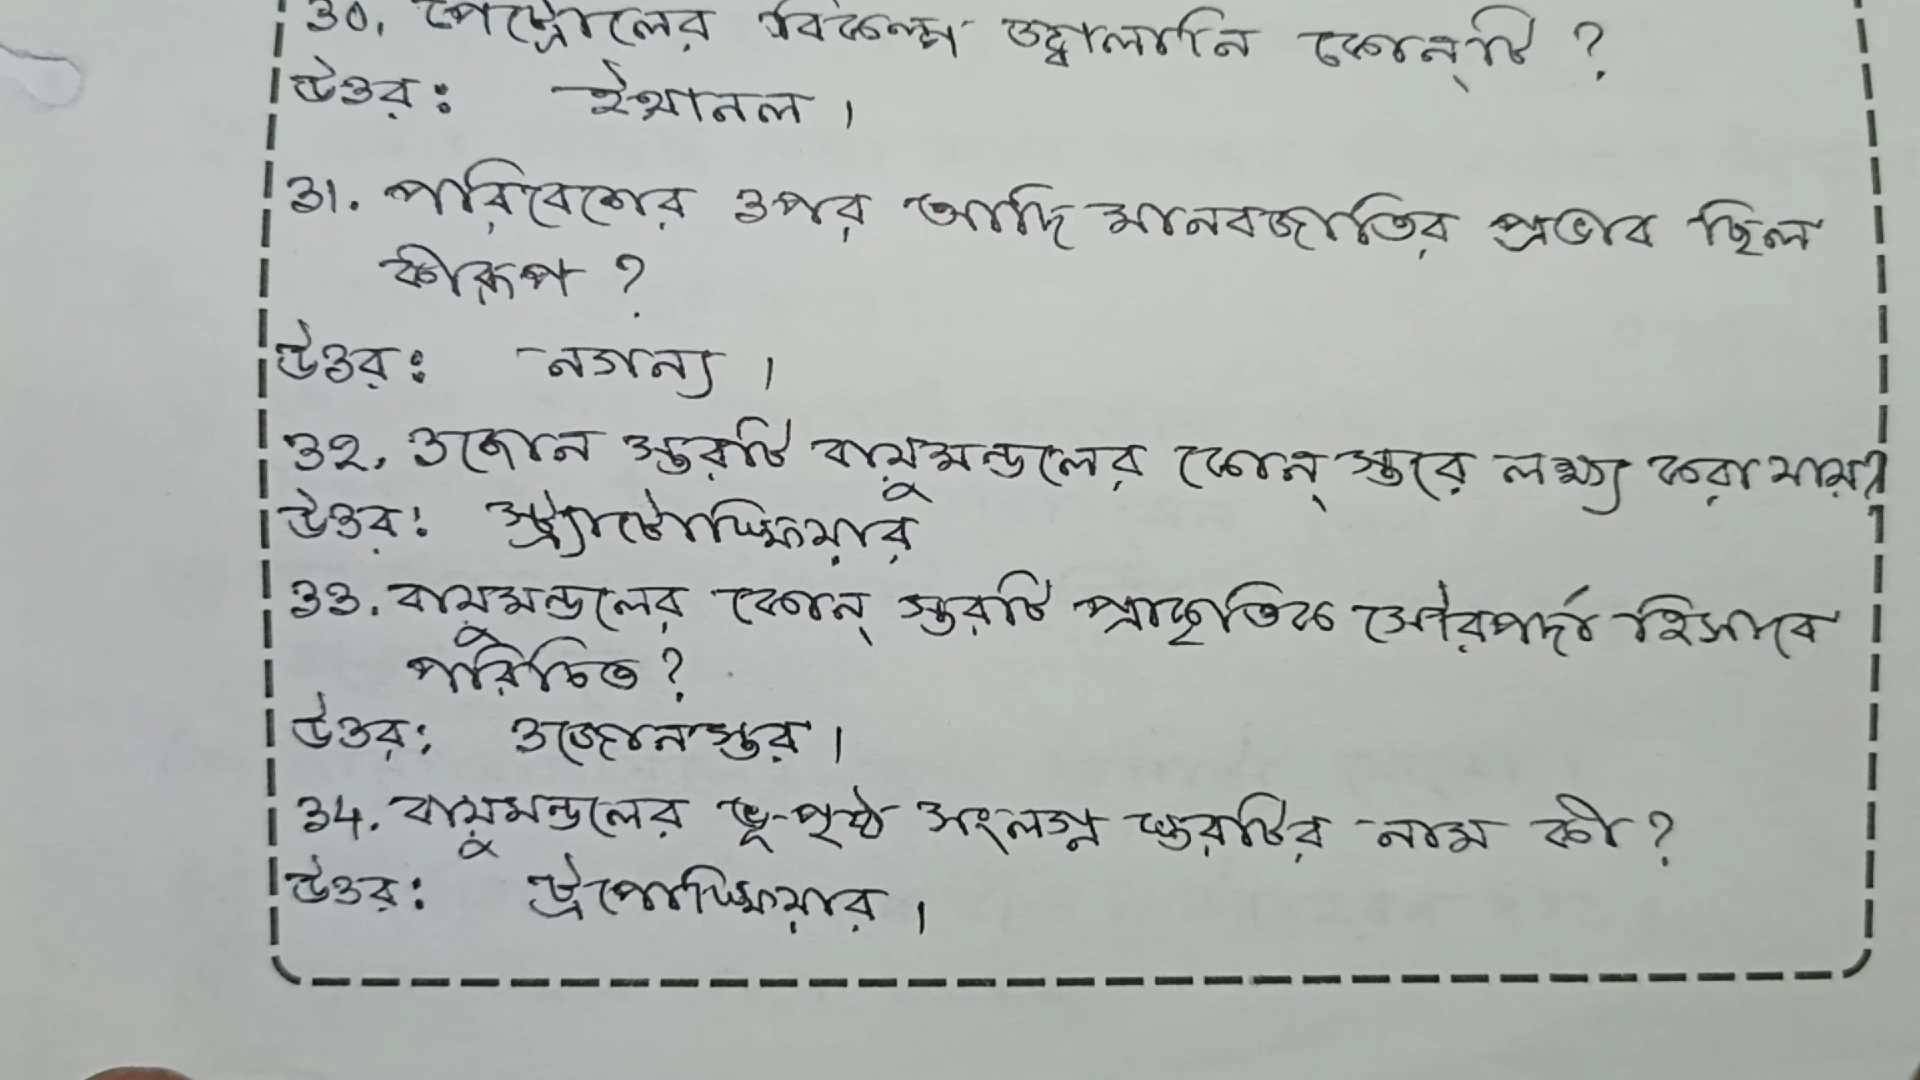 30. পেট্রোলের বিকল্প জ্বালানি কোন্‌টি ?
উত্তর : ইথানল ।
31. পরিবেশের ওপর আদি মানবজাতির প্রভাব ছিল
কীরূপ ?
উত্তর : নগন্য ।
32. ওজোন স্তরটি বায়ুমন্ডলের কোন্ স্তরে লক্ষ্য করা যায় ?
উত্তর : স্ট্র্যাটোস্ফিয়ার
33. বায়ুমন্ডলের কোন্ স্তরটি প্রাকৃতিক সৌরপর্দা হিসাবে
পরিচিত ?
উত্তর : ওজোনস্তর ।
34. বায়ুমন্ডলের ভূ-পৃষ্ঠ সংলগ্ন স্তরটির নাম কী ?
উত্তর : ট্রপোস্ফিয়ার ।